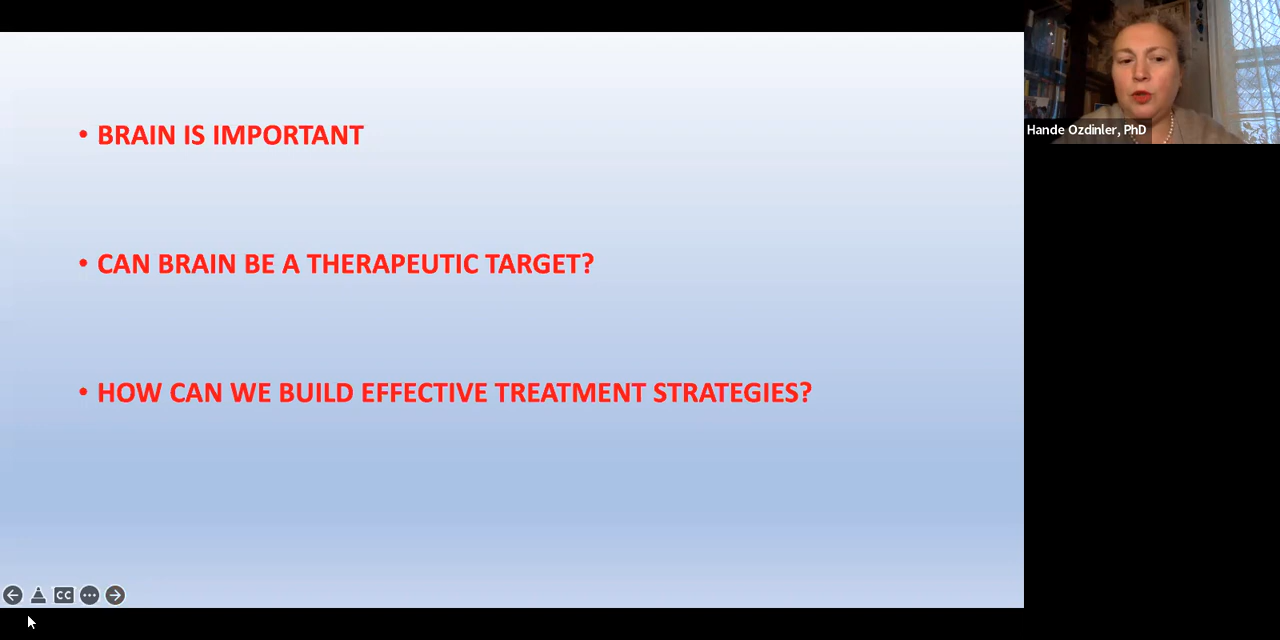 • BRAIN IS IMPORTANT
• CAN BRAIN BE A THERAPEUTIC TARGET?
• HOW CAN WE BUILD EFFECTIVE TREATMENT STRATEGIES?
Hande Ozdinler, PhD
CC